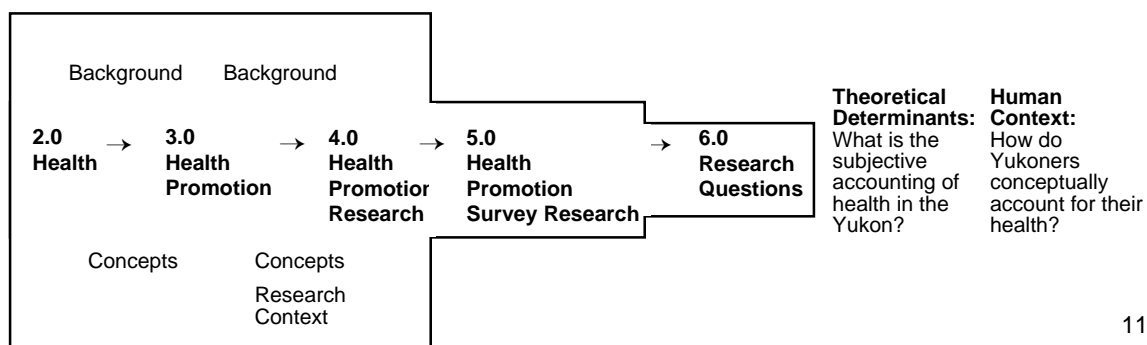 Background Background
2.0
Health
→
3.0
Health
Promotion
→
4.0
Health
Promotion
Research
→
5.0
Health
Promotion
Survey Research
→
6.0
Research
Questions
Theoretical
Determinants:
What is the
subjective
accounting of
health in the
Yukon?
Human
Context:
How do
Yukoners
conceptually
account for their
health?
Concepts
Concepts
Research
Context
11